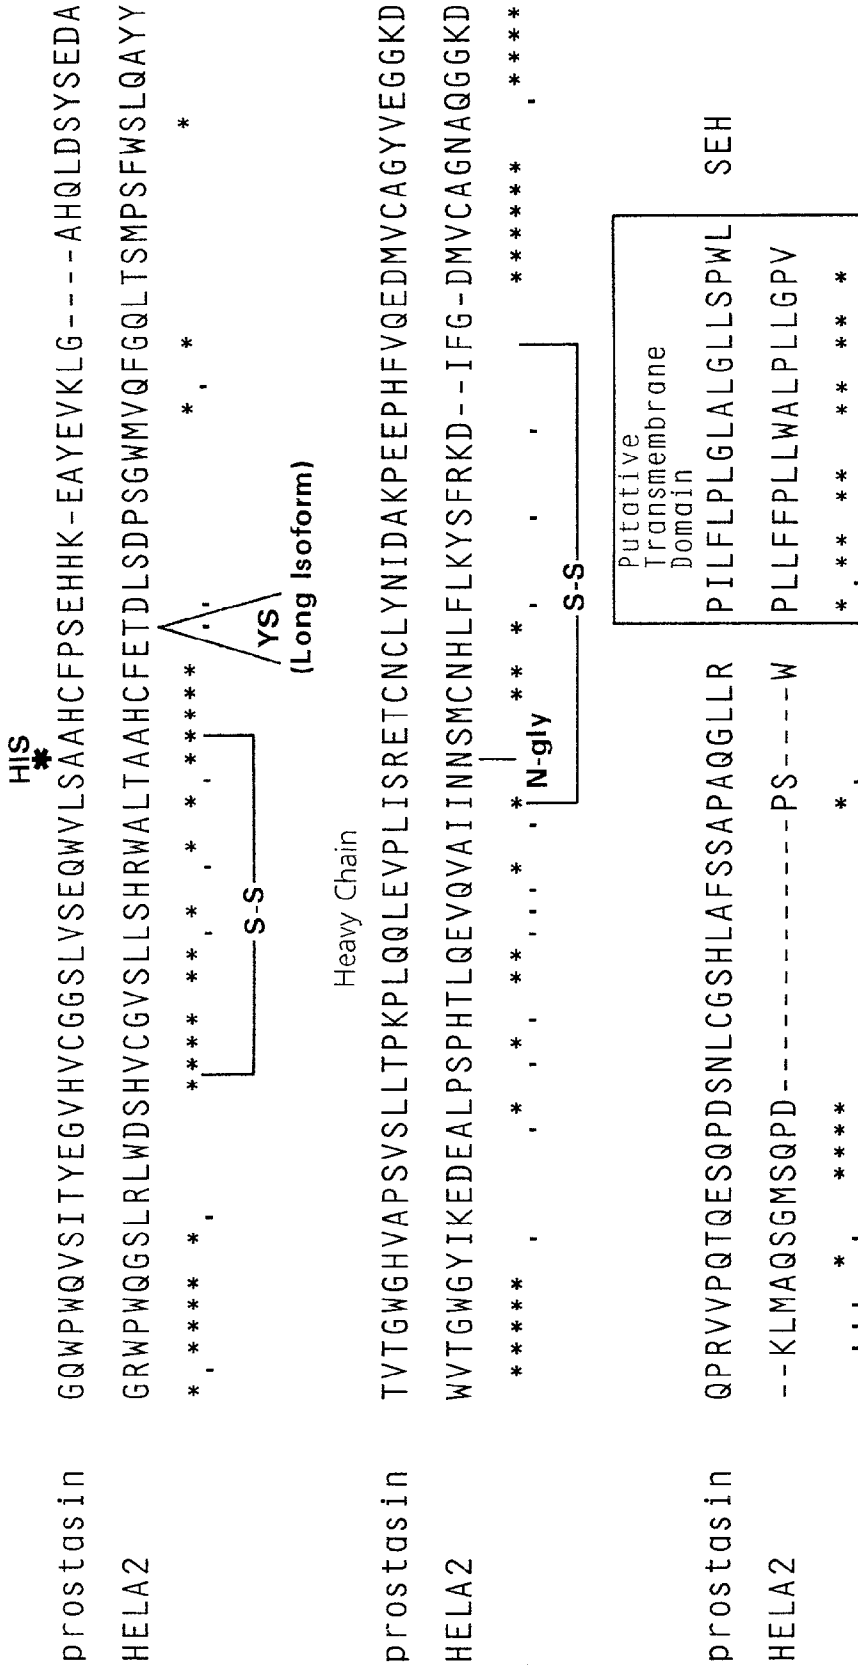 HIS
*
prostasin GQWPWQVSITYEGVHVCGGSLVSEQWVLSAAHCFPSEHHK-EAYEVKLG----AHQLDSYSEDA
HELA2 GRWPWQGSLRLWDSHVCGVSLLSHRWALTAAHCFETDLSDPSGWMVQFGQLTSMPSFWSLQAYY
S-S
YS
(Long Isoform)
Heavy Chain
prostasin TVTGWGHVAPSVSLLTPKPLQQLEVPLISRETCNCLYNIDAKPEEPHFVQEDMVCAGYVEGGKD
HELA2 WVTGWGYIKEDEALPSPHTLQEVQVAIINNSMCNHLFLKYSFRKD--IFG-DMVCAGNAQGGKD
N-gly
S-S
Putative
Transmembrane
Domain
prostasin QPRVVPQTQESQPDSNLCGSHLAFSSAPAQGLLR PILFLPLGLALGLLSPWL SEH
HELA2 --KLMAQSGMSQPD--------------PS----W PLLFFPLLWALPLLGPV